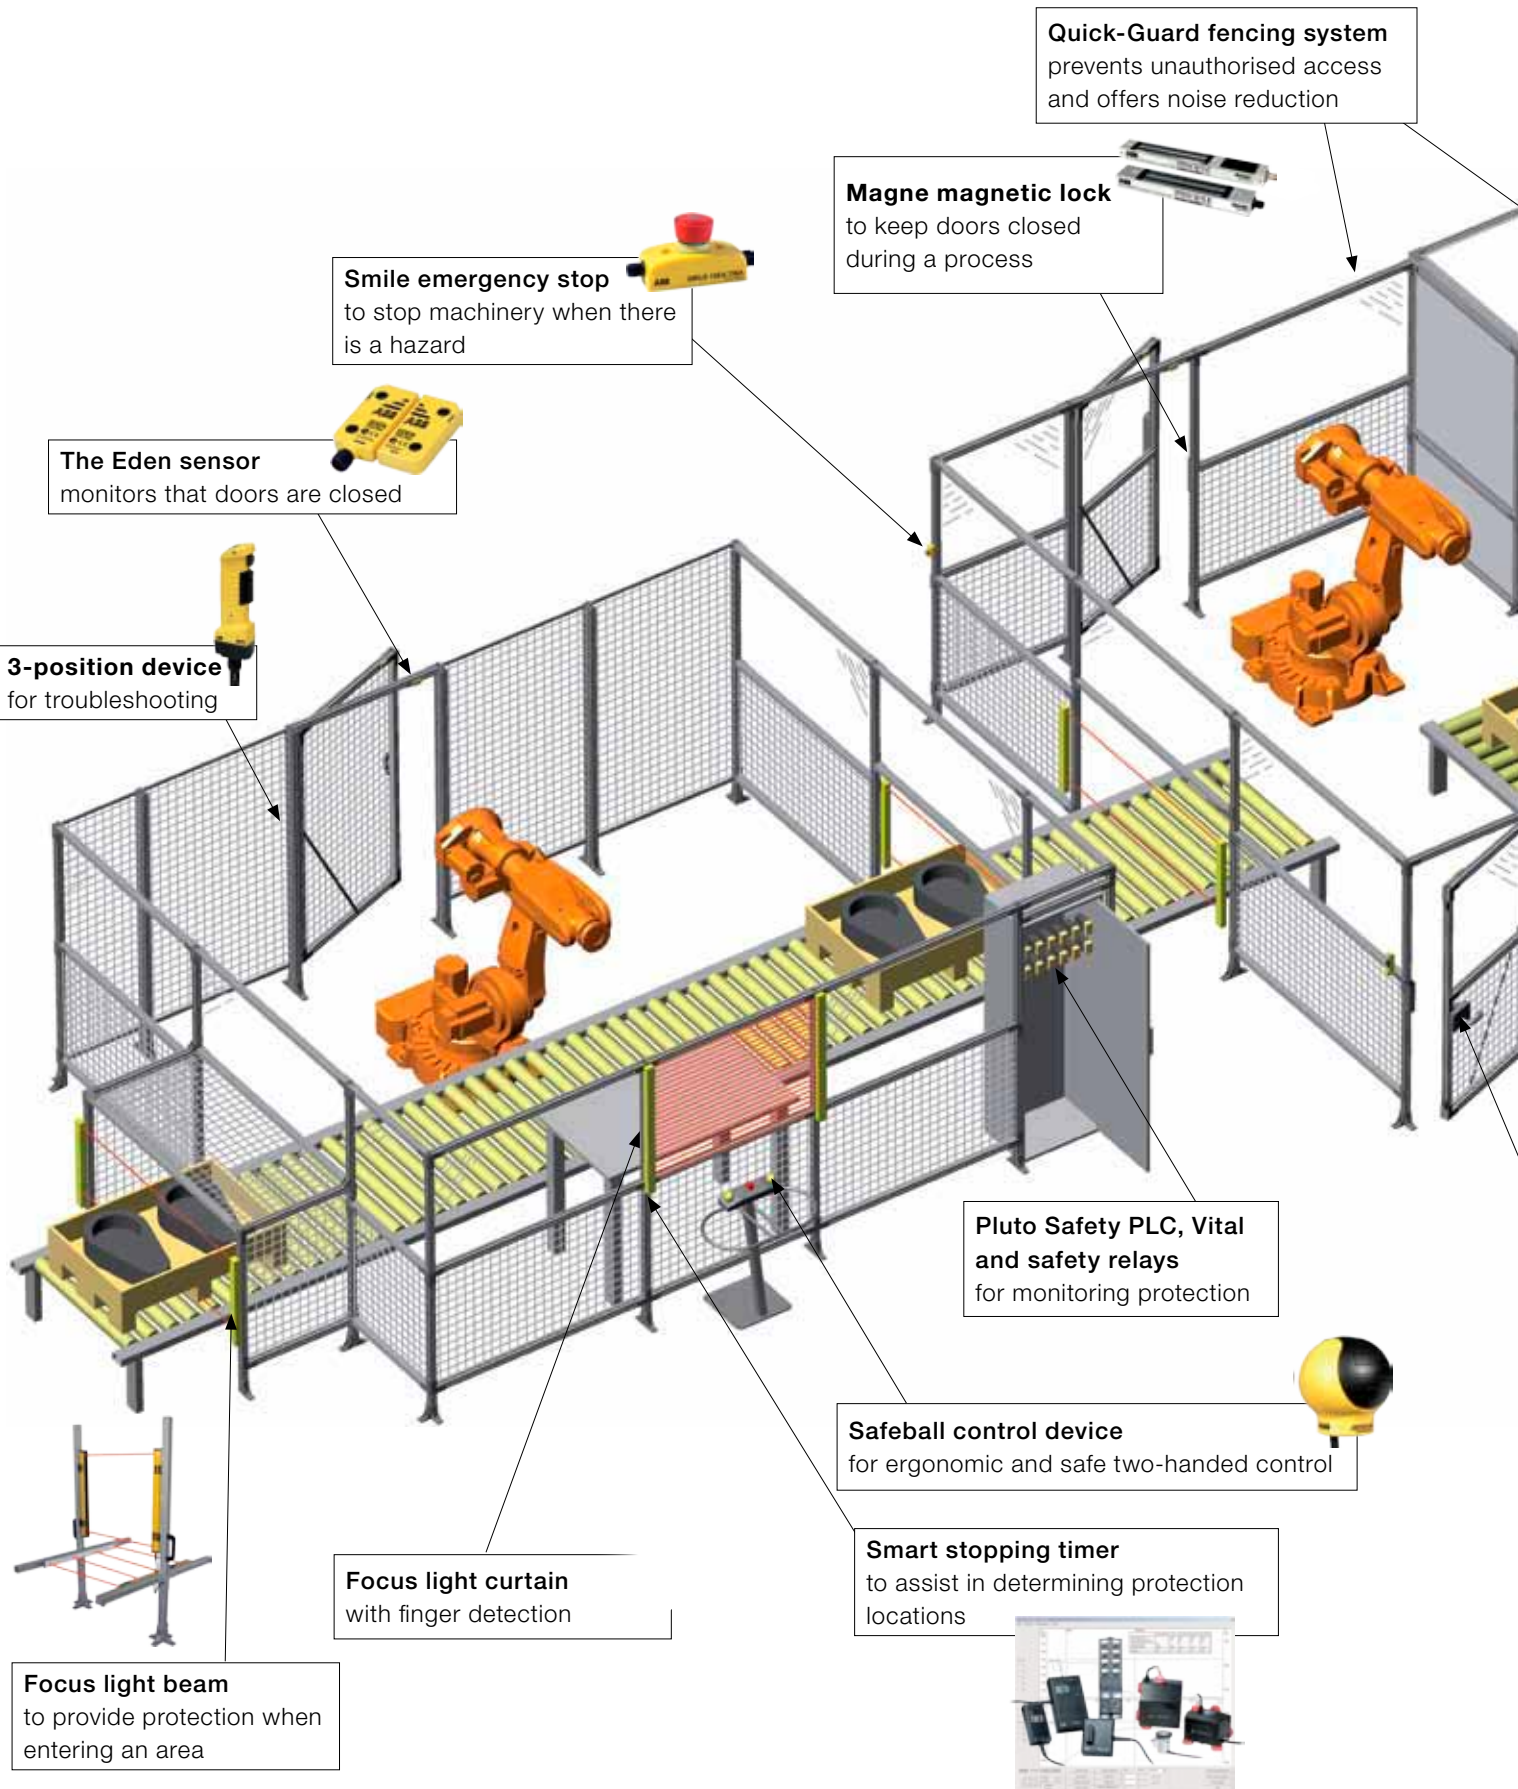 Quick-Guard fencing system
prevents unauthorised access
and offers noise reduction
Magne magnetic lock
to keep doors closed
during a process
Smile emergency stop
to stop machinery when there
is a hazard
ABB
The Eden sensor
monitors that doors are closed
ABB
ABB
3-position device
for troubleshooting
Pluto Safety PLC, Vital
and safety relays
for monitoring protection
Safeball control device
for ergonomic and safe two-handed control
Smart stopping timer
to assist in determining protection
locations
Focus light curtain
with finger detection
Focus light beam
to provide protection when
entering an area